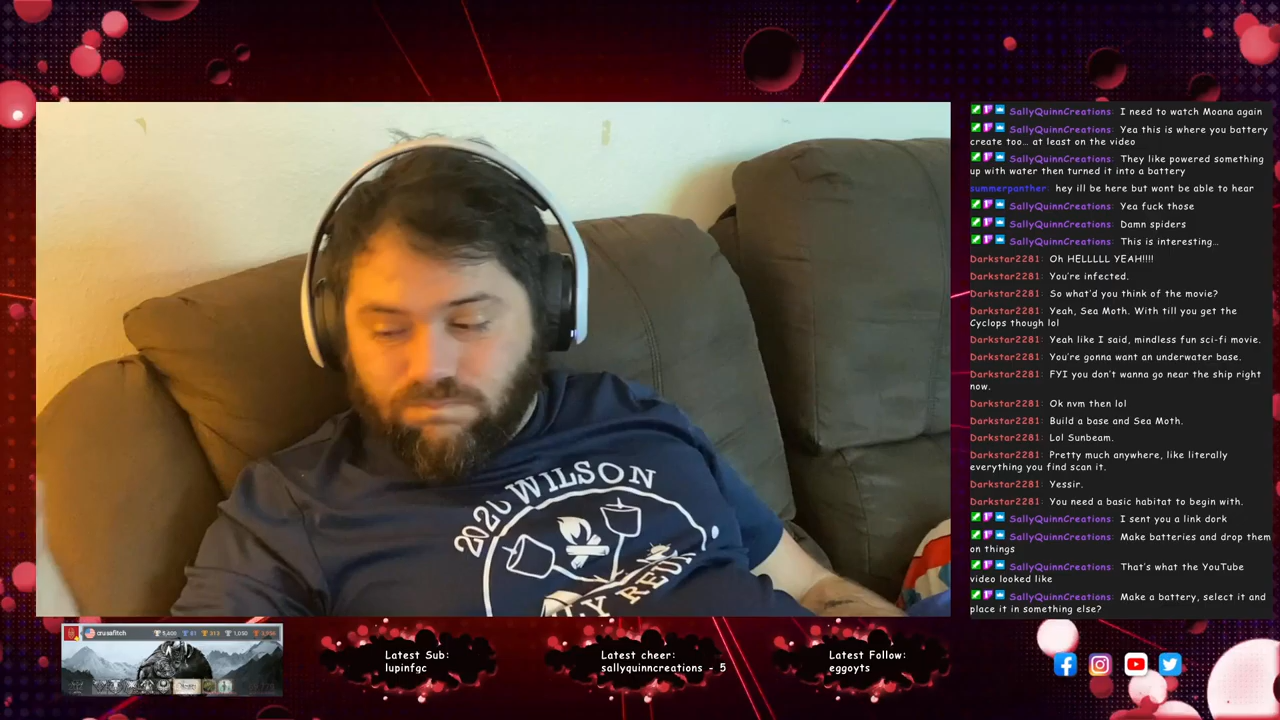 SallyQuinnCreations: I need to watch Moana again
SallyQuinnCreations: Yea this is where you battery
create too… at least on the video
SallyQuinnCreations: They like powered something
up with water then turned it into a battery
summerpanther: hey ill be here but wont be able to hear
SallyQuinnCreations: Yea fuck those
SallyQuinnCreations: Damn spiders
SallyQuinnCreations: This is interesting…
Darkstar2281: Oh HELLLLL YEAH!!!!
Darkstar2281: You're infected.
Darkstar2281: So what'd you think of the movie?
Darkstar2281: Yeah, Sea Moth. With till you get the
Cyclops though lol
Darkstar2281: Yeah like I said, mindless fun sci-fi movie.
Darkstar2281: You're gonna want an underwater base.
Darkstar2281: FYI you don't wanna go near the ship right
now.
Darkstar2281: Ok nvm then lol
Darkstar2281: Build a base and Sea Moth.
Darkstar2281: Lol Sunbeam.
Darkstar2281: Pretty much anywhere, like literally
everything you find scan it.
Darkstar2281: Yessir.
Darkstar2281: You need a basic habitat to begin with.
SallyQuinnCreations: I sent you a link dork
SallyQuinnCreations: Make batteries and drop them
on things
SallyQuinnCreations: That's what the YouTube
video looked like
SallyQuinnCreations: Make a battery, select it and
place it in something else?
2020 WILSON
LY REUN
Latest Sub:
lupinfgc
Latest cheer:
sallyquinncreations - 5
Latest Follow:
eggoyts